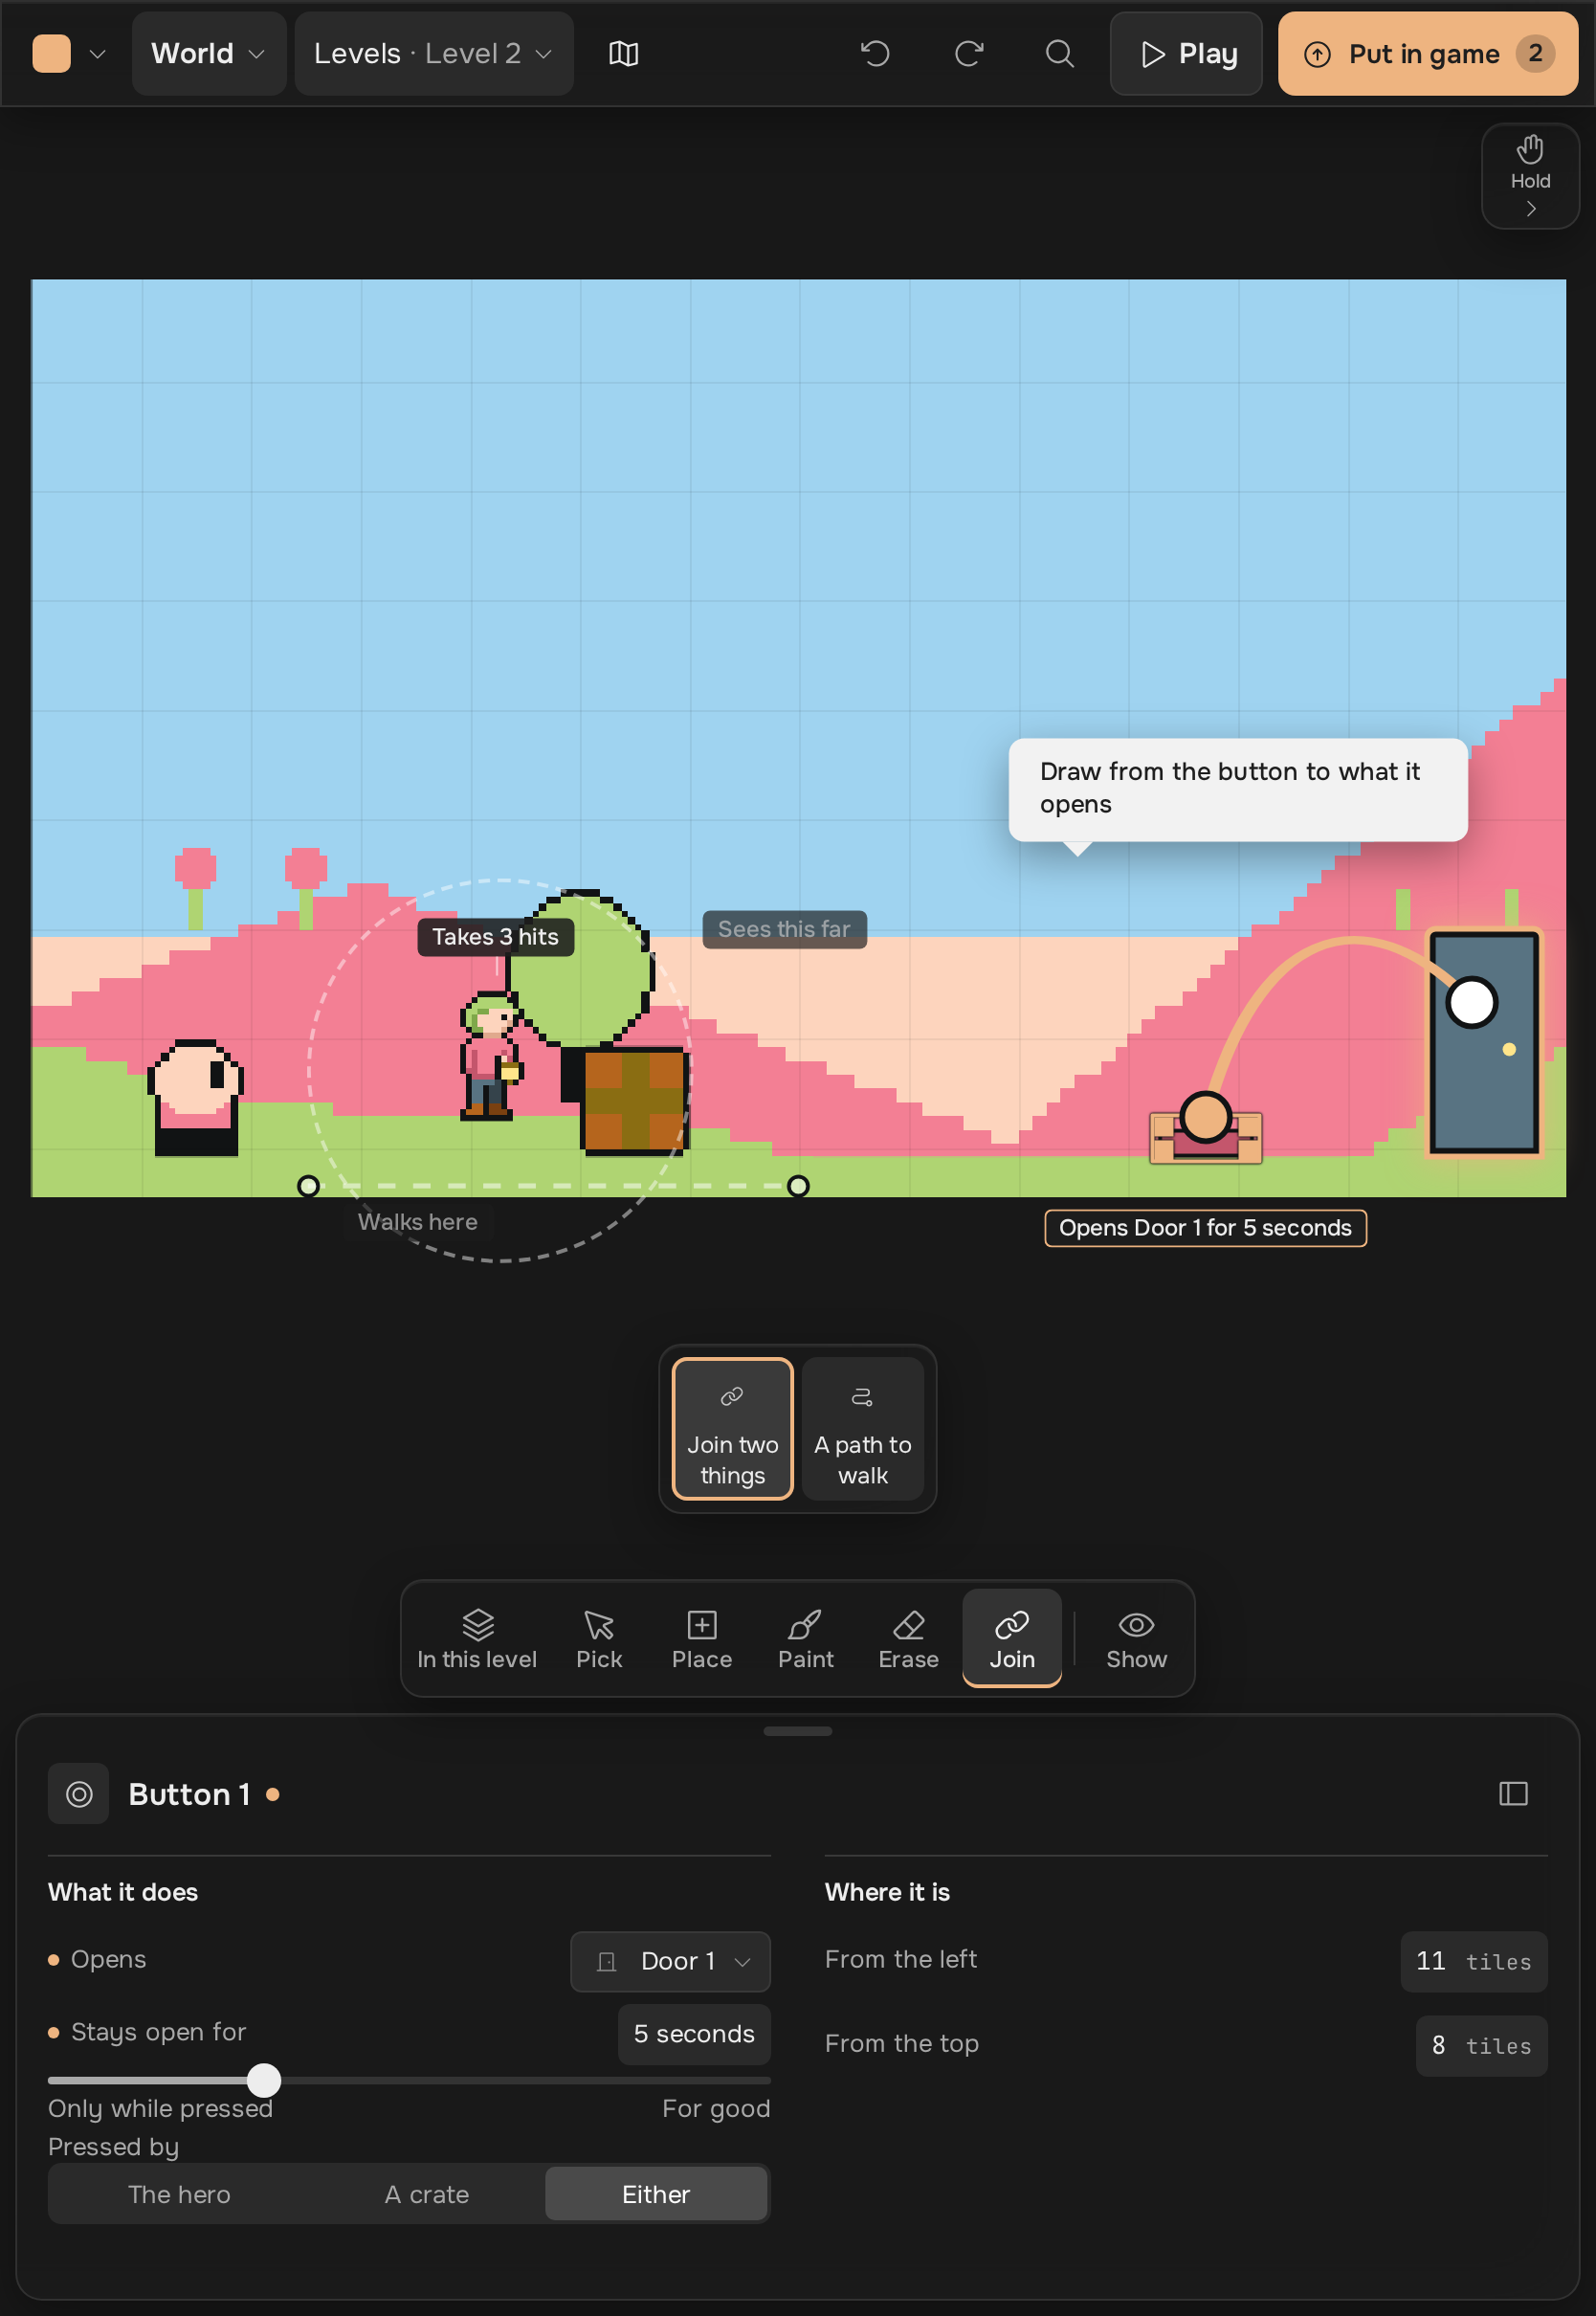 World
Levels · Level 2
Play
Put in game 2
Hold
Draw from the button to what it
opens
Takes 3 hits
Sees this far
Walks here
Opens Door 1 for 5 seconds
Join two
things
A path to
walk
In this level
Pick
Place
Paint
Erase
Join
Show
Button 1
What it does
Opens
Door 1
Stays open for
5 seconds
Only while pressed
For good
Pressed by
The hero
A crate
Either
Where it is
From the left
11 tiles
From the top
8 tiles